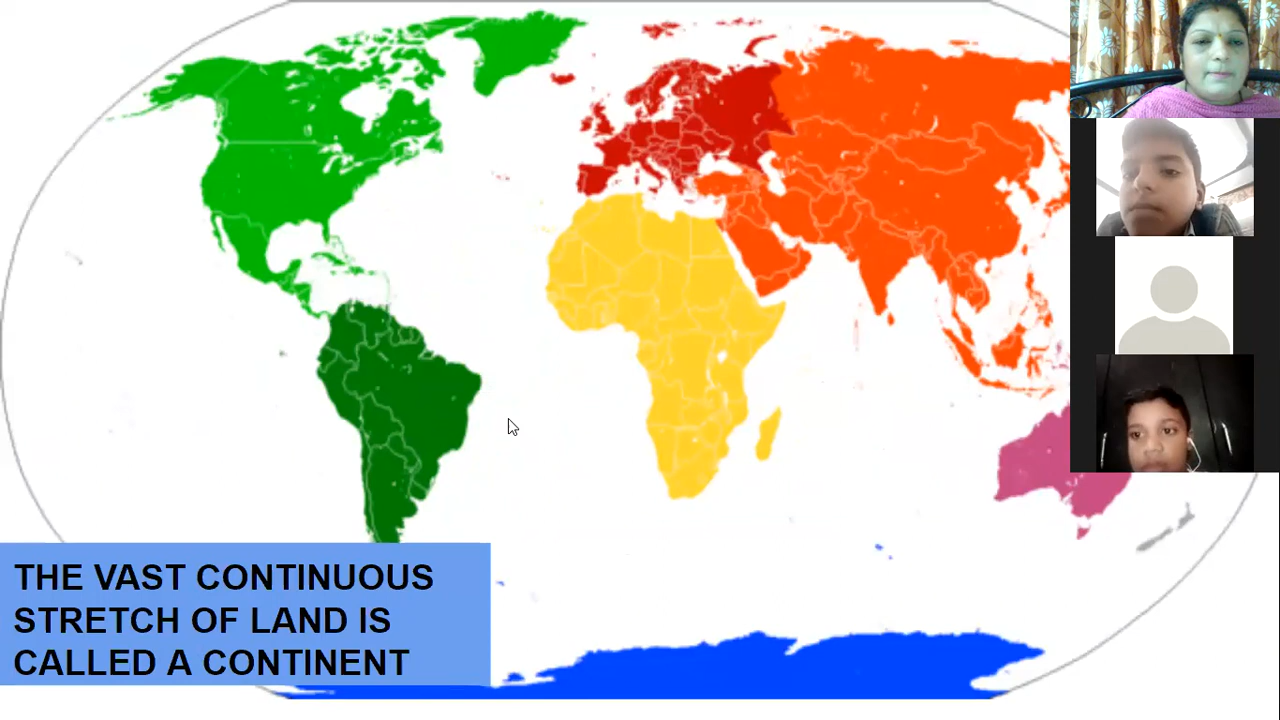 THE VAST CONTINUOUS
STRETCH OF LAND IS
CALLED A CONTINENT